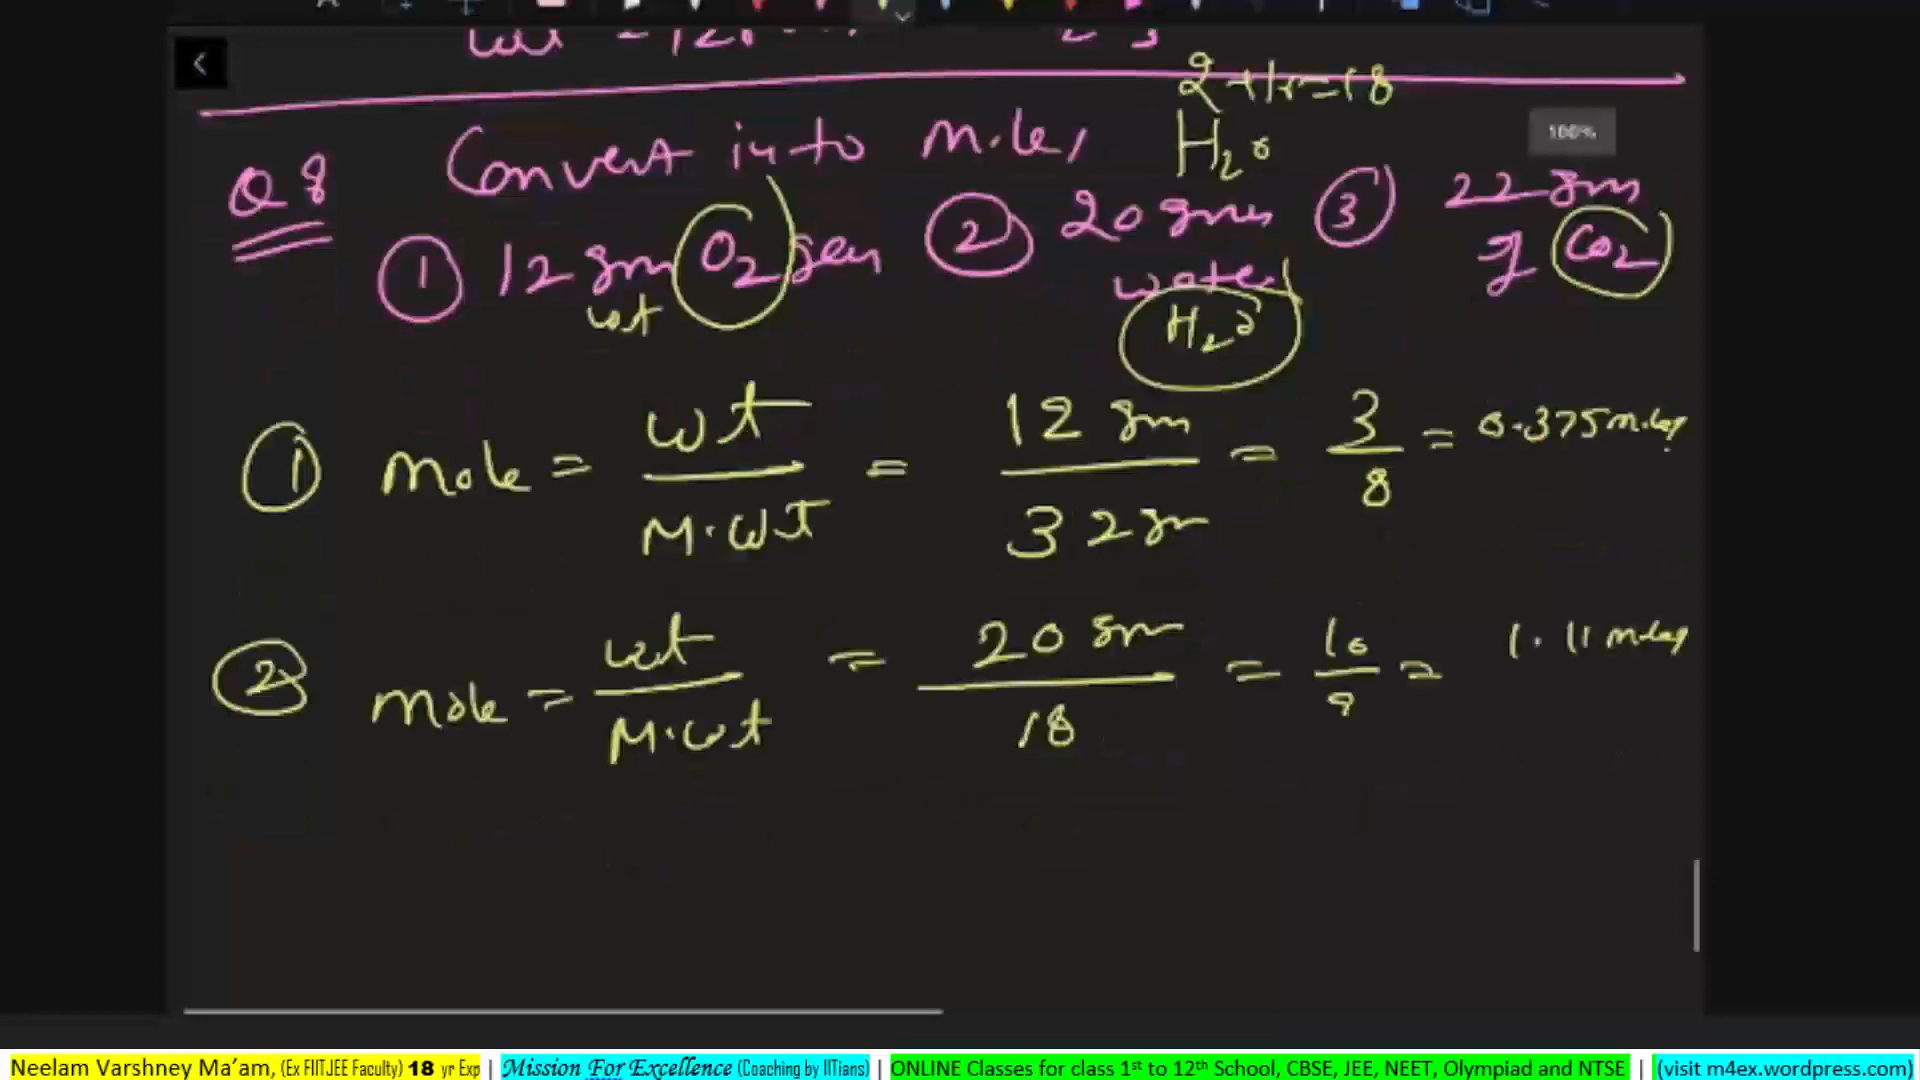 2+16=18
Q8 Convert into moles H2O 100%
① 12 gm O2 gen ② 20 gms water ③ 22 gm of CO2
wt H2O
① mole = wt / M.wt = 12 gm / 32 gm = 3 / 8 = 0.375 moles
② mole = wt / M.wt = 20 gm / 18 = 10 / 9 = 1.11 moles
Neelam Varshney Ma'am, (Ex FIITJEE Faculty) 18 yr Exp | Mission For Excellence (Coaching by IITians) | ONLINE Classes for class 1st to 12th School, CBSE, JEE, NEET, Olympiad and NTSE | (visit m4ex.wordpress.com)